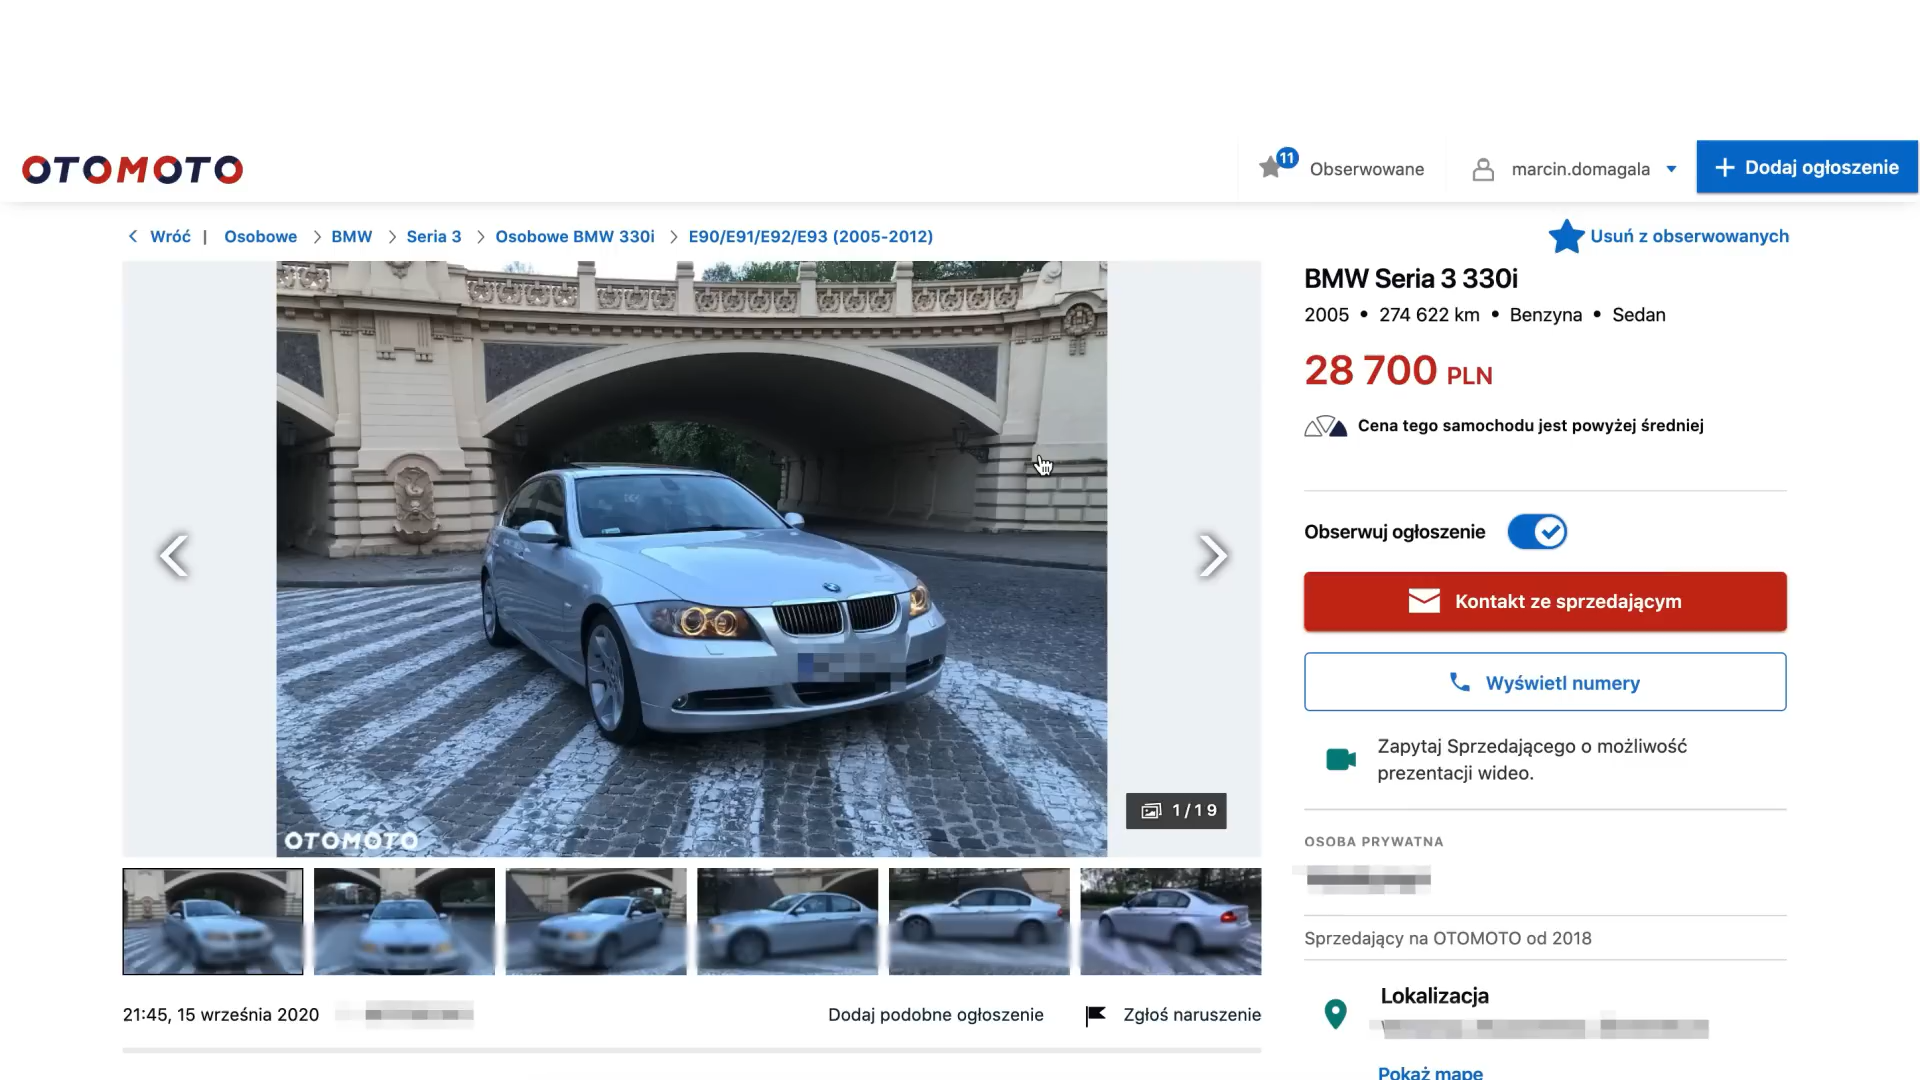 OTOMOTO
11
Obserwowane
marcin.domagala
+ Dodaj ogłoszenie
Wróć | Osobowe > BMW > Seria 3 > Osobowe BMW 330i > E90/E91/E92/E93 (2005-2012)
Usuń z obserwowanych
BMW Seria 3 330i
2005 • 274 622 km • Benzyna • Sedan
28 700 PLN
Cena tego samochodu jest powyżej średniej
Obserwuj ogłoszenie
Kontakt ze sprzedającym
Wyświetl numery
Zapytaj Sprzedającego o możliwość
prezentacji wideo.
OSOBA PRYWATNA
Sprzedający na OTOMOTO od 2018
Lokalizacja
Pokaż mapę
1/19
OTOMOTO
21:45, 15 września 2020
Dodaj podobne ogłoszenie
Zgłoś naruszenie